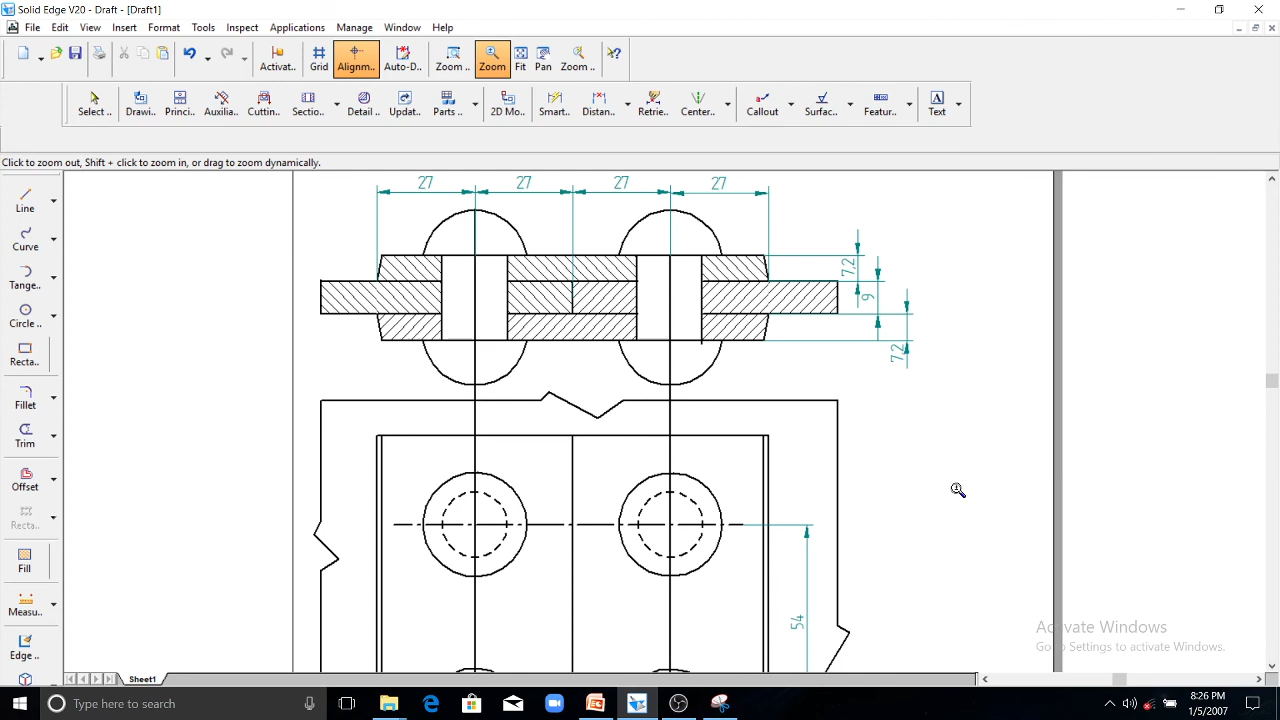 Solid Edge V20 - Draft - [Draft1]
File Edit View Insert Format Tools Inspect Applications Manage Window Help
Activat.. Grid Alignm.. Auto-D.. Zoom .. Zoom Fit Pan Zoom ..
Select .. Drawi.. Princi.. Auxilia.. Cuttin.. Sectio.. Detail .. Updat.. Parts .. 2D Mo.. Smart.. Distan.. Retrie.. Center.. Callout Surfac.. Featur.. Text
Click to zoom out, Shift + click to zoom in, or drag to zoom dynamically.
27 27 27 27
Line
Curve
Tange..
Circle ..
Recta..
Fillet
Trim
Offset
Recta..
Fill
Measu..
Edge ..
7,2
9
7,2
54
Activate Windows
Go to Settings to activate Windows.
Sheet1
Type here to search
8:26 PM
1/5/2007